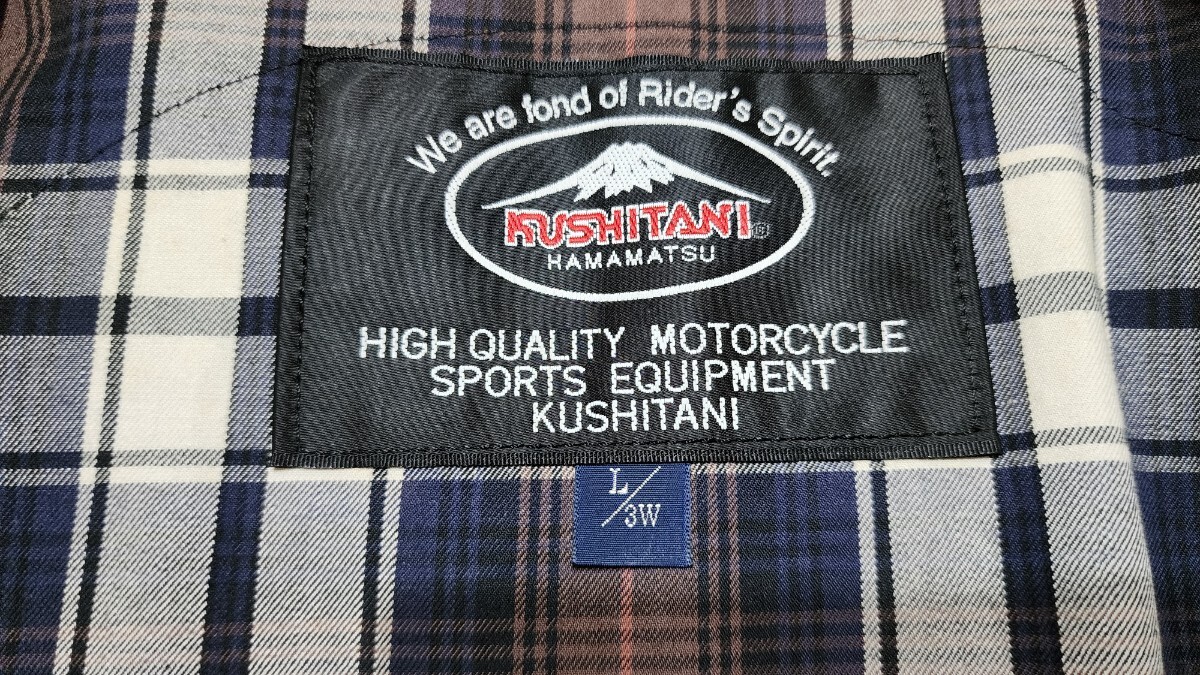 We are fond of Rider's Spirit.
KUSHITANI®
HAMAMATSU
HIGH QUALITY MOTORCYCLE
SPORTS EQUIPMENT
KUSHITANI
L/3W